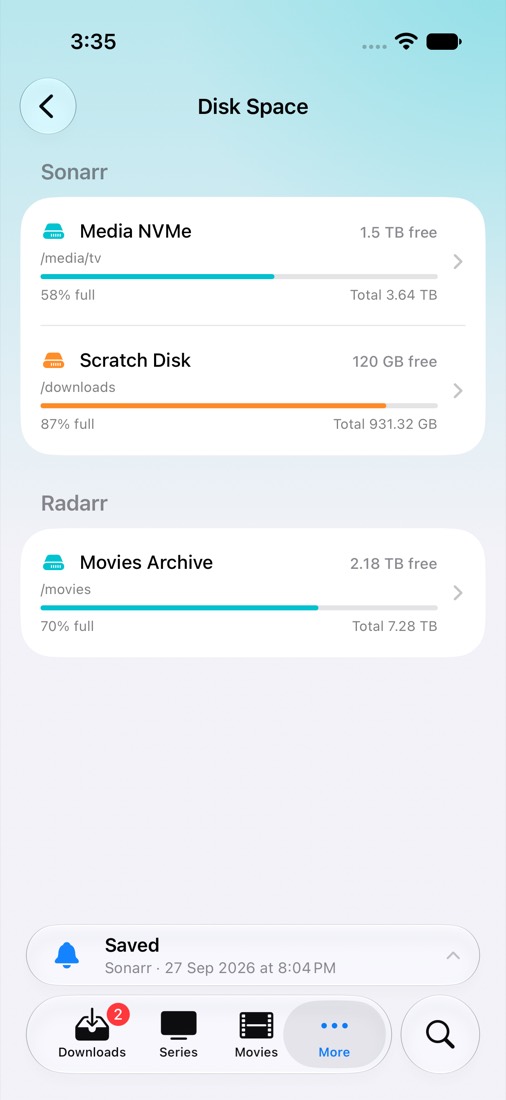 3:35
Disk Space
Sonarr
Media NVMe
1.5 TB free
/media/tv
58% full
Total 3.64 TB
Scratch Disk
120 GB free
/downloads
87% full
Total 931.32 GB
Radarr
Movies Archive
2.18 TB free
/movies
70% full
Total 7.28 TB
Saved
Sonarr · 27 Sep 2026 at 8:04 PM
2
Downloads
Series
Movies
More